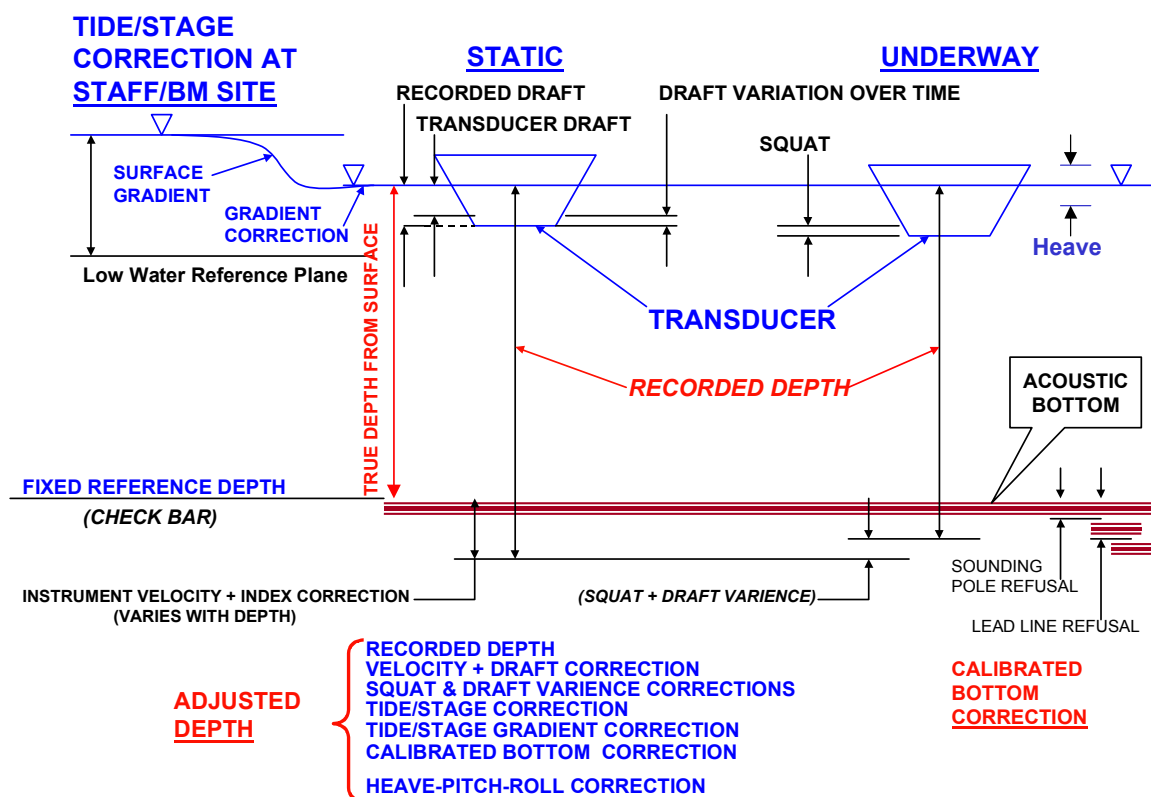 TIDE/STAGE
CORRECTION AT
STAFF/BM SITE
STATIC
UNDERWAY
RECORDED DRAFT
TRANSDUCER DRAFT
DRAFT VARIATION OVER TIME
SQUAT
SURFACE
GRADIENT
GRADIENT
CORRECTION
Heave
Low Water Reference Plane
TRUE DEPTH FROM SURFACE
TRANSDUCER
RECORDED DEPTH
ACOUSTIC
BOTTOM
FIXED REFERENCE DEPTH
(CHECK BAR)
SOUNDING
POLE REFUSAL
INSTRUMENT VELOCITY + INDEX CORRECTION
(VARIES WITH DEPTH)
(SQUAT + DRAFT VARIENCE)
LEAD LINE REFUSAL
ADJUSTED
DEPTH
RECORDED DEPTH
VELOCITY + DRAFT CORRECTION
SQUAT & DRAFT VARIENCE CORRECTIONS
TIDE/STAGE CORRECTION
TIDE/STAGE GRADIENT CORRECTION
CALIBRATED BOTTOM CORRECTION
HEAVE-PITCH-ROLL CORRECTION
CALIBRATED
BOTTOM
CORRECTION